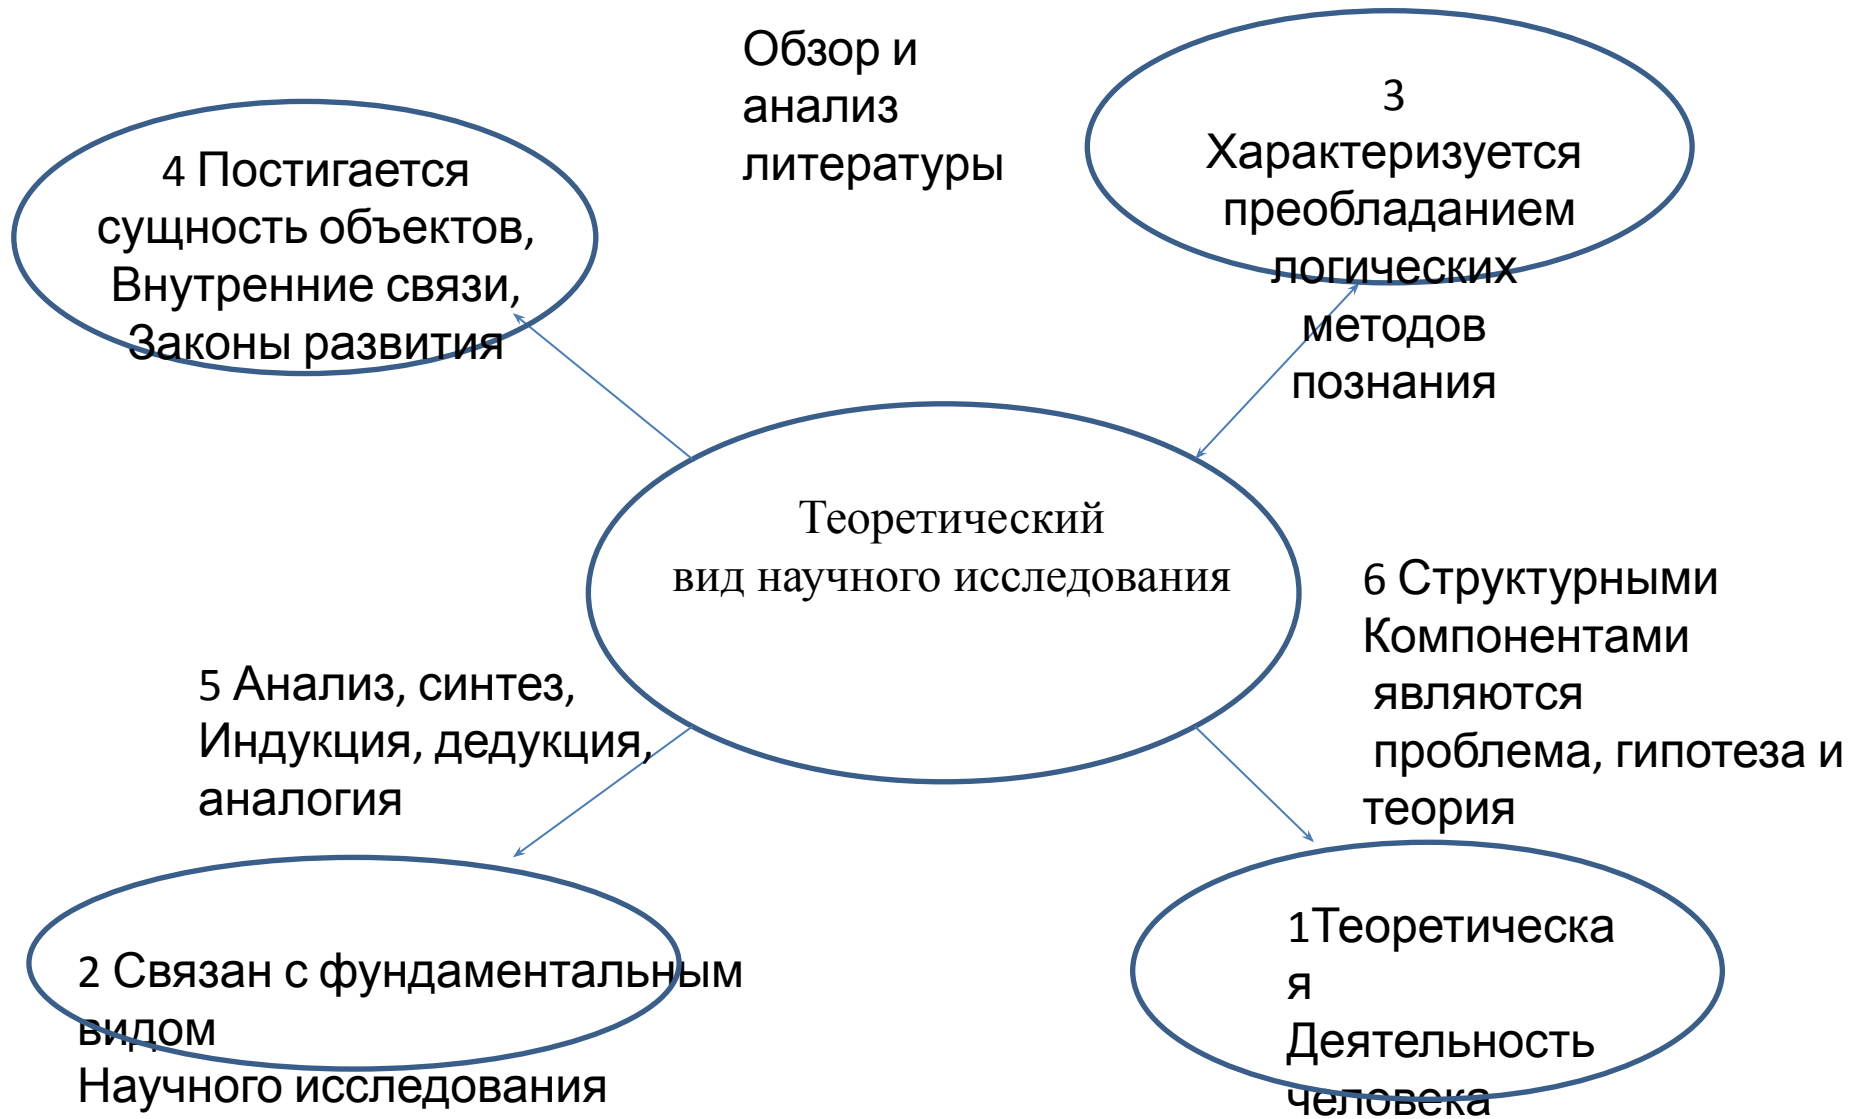 Обзор и
анализ
литературы
3
Характеризуется
преобладанием
логических
методов
познания
4 Постигается
сущность объектов,
Внутренние связи,
Законы развития
Теоретический
вид научного исследования
6 Структурными
Компонентами
являются
проблема, гипотеза и
теория
5 Анализ, синтез,
Индукция, дедукция,
аналогия
2 Связан с фундаментальным
видом
Научного исследования
1Теоретическа
я
Деятельность
человека